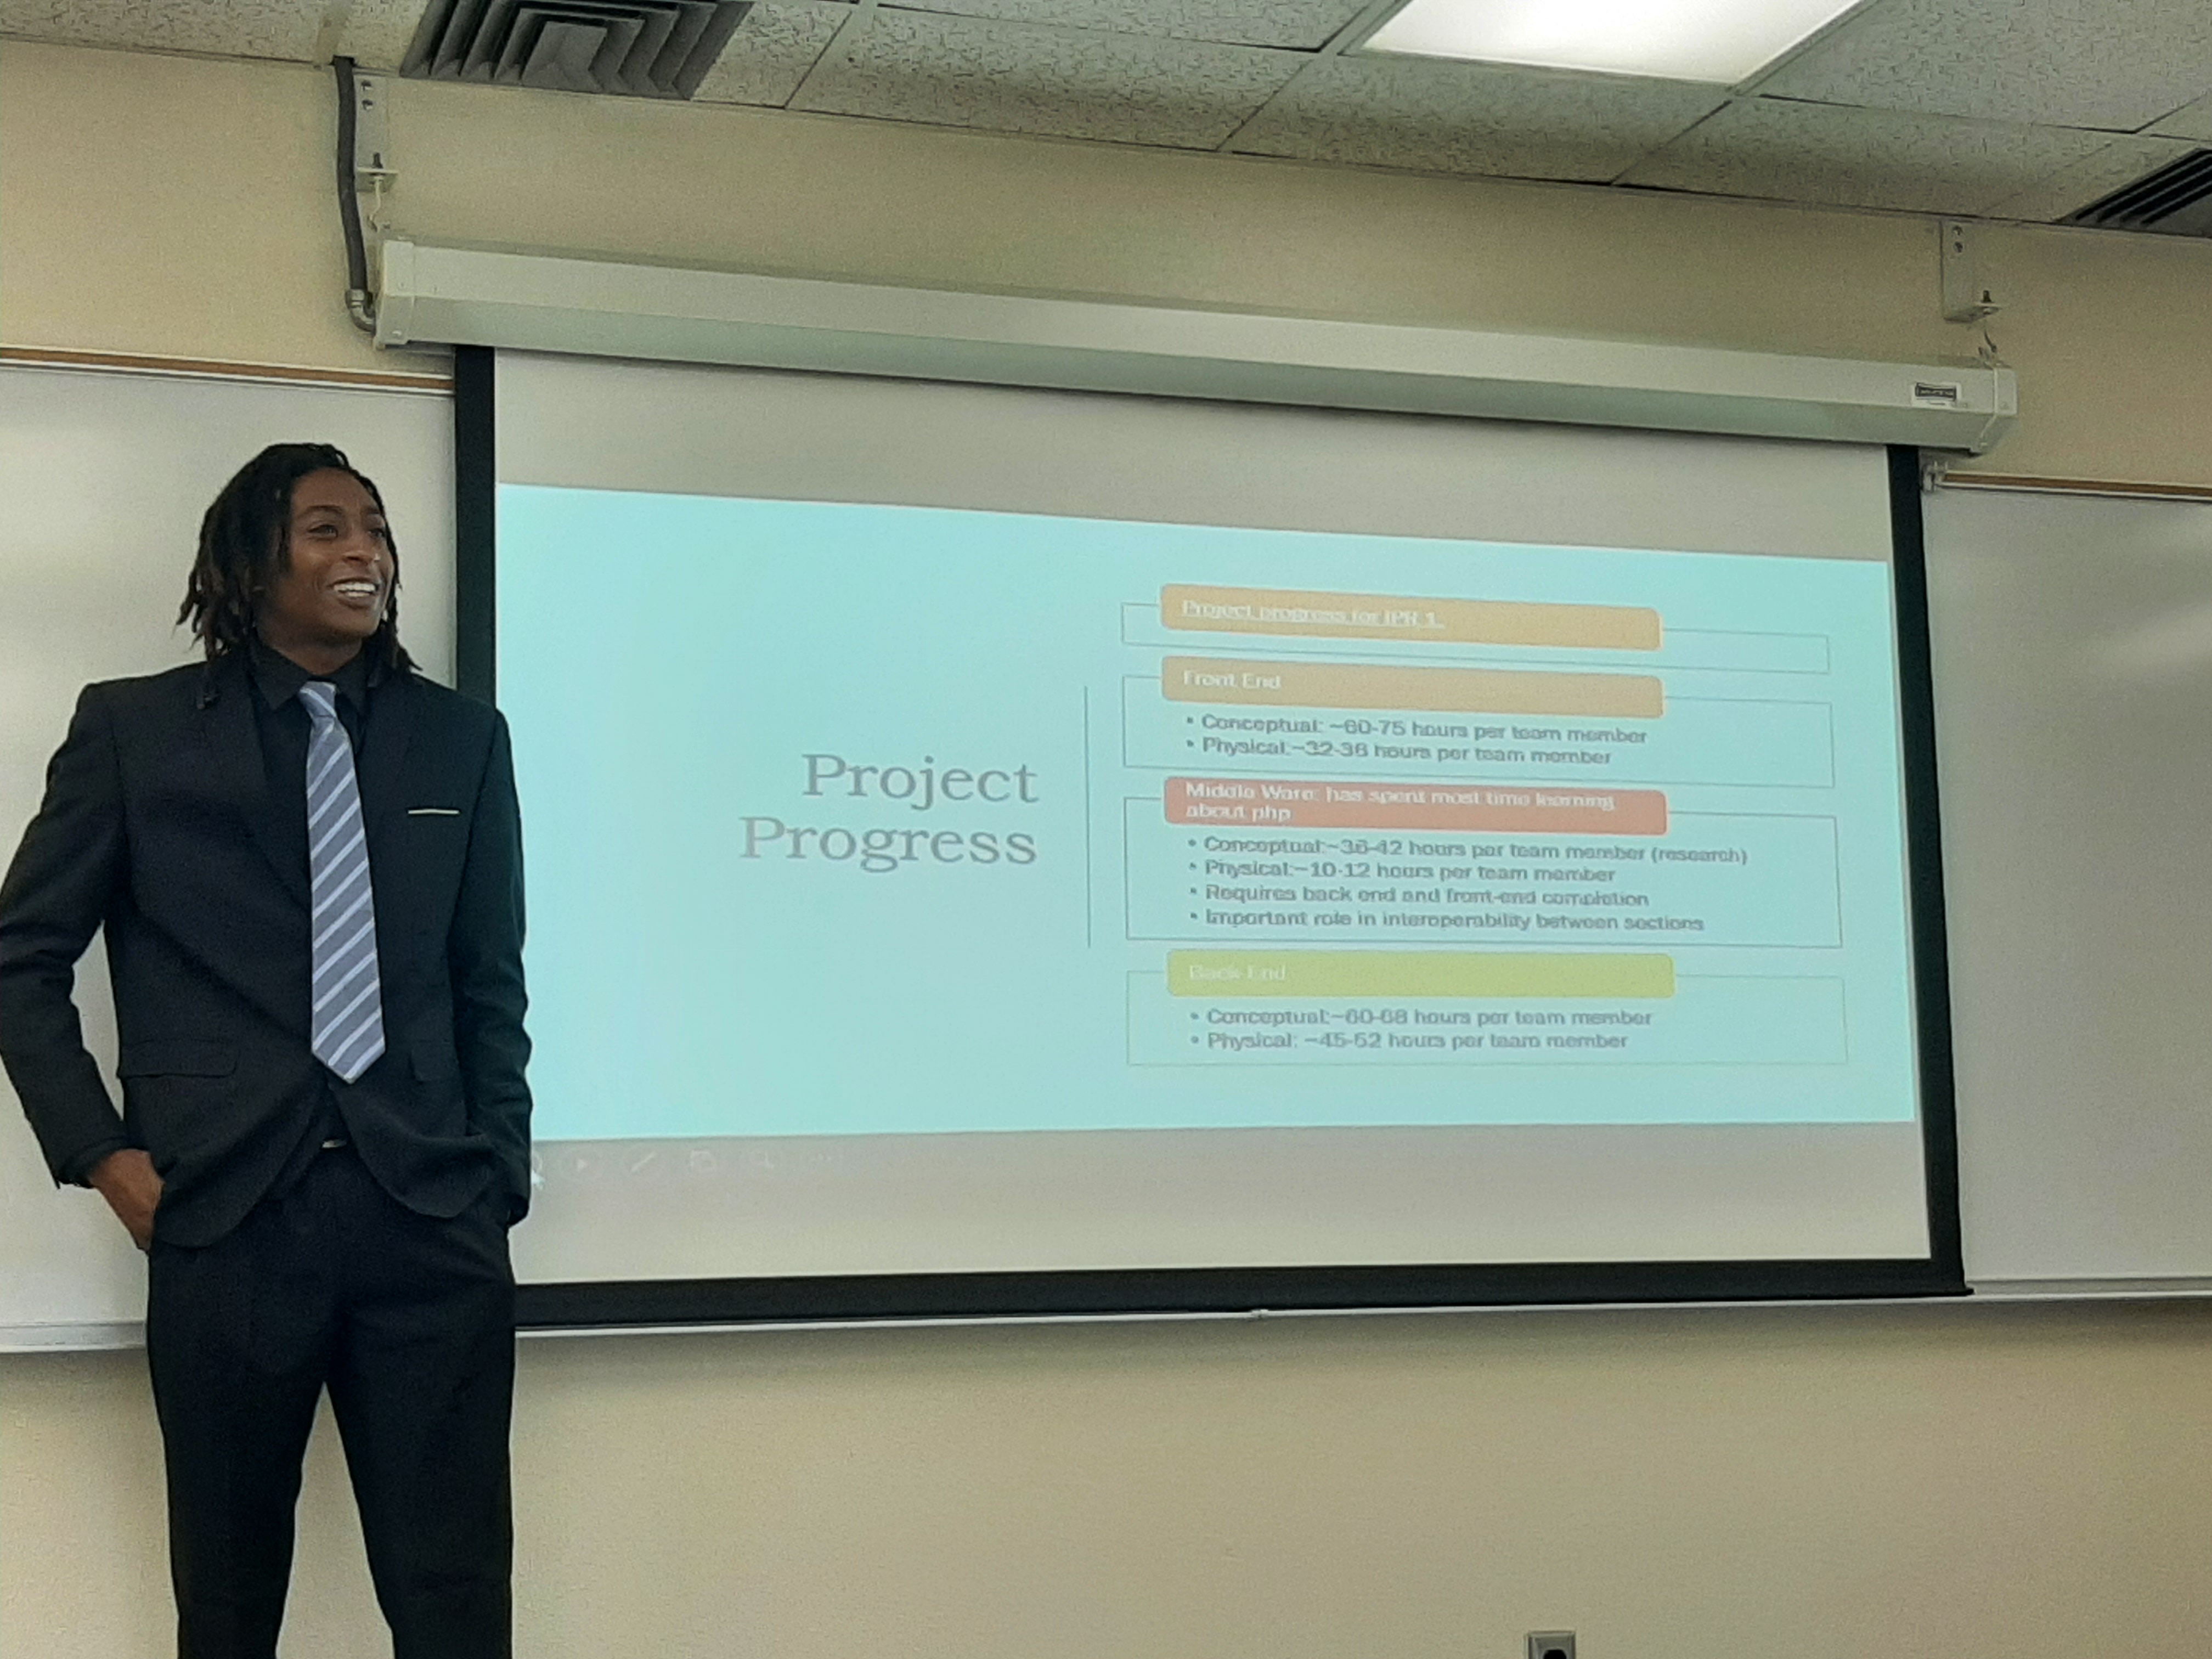 Project
Progress
Project progress for IPR 1.
Front End
• Conceptual: ~60-75 hours per team member
• Physical:~32-36 hours per team member
Middle Ware: has spent most time learning
about php
• Conceptual:~36-42 hours per team member (research)
• Physical:~10-12 hours per team member
• Requires back end and front-end completion
• Important role in interoperability between sections
Back End
• Conceptual:~60-68 hours per team member
• Physical: ~45-52 hours per team member